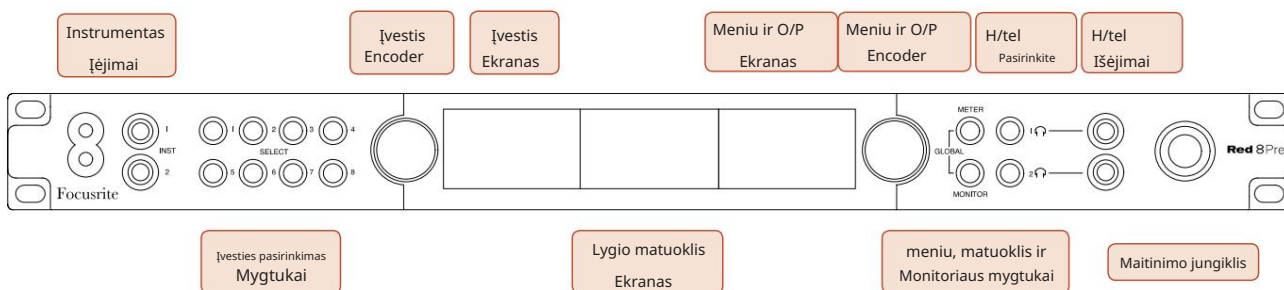 Instrumentas
Įėjimai
Įvestis
Encoder
Įvestis
Ekranas
Meniu ir O/P
Ekranas
Meniu ir O/P
Encoder
H/tel
Pasirinkite
H/tel
Išėjimai
1
INST
2
1 2 3 4
SELECT
5 6 7 8
Focusrite
METER
GLOBAL
MONITOR
1
2
Red 8Pre
Įvesties pasirinkimas
Mygtukai
Lygio matuoklis
Ekranas
meniu, matuoklis ir
Monitoriaus mygtukai
Maitinimo jungiklis